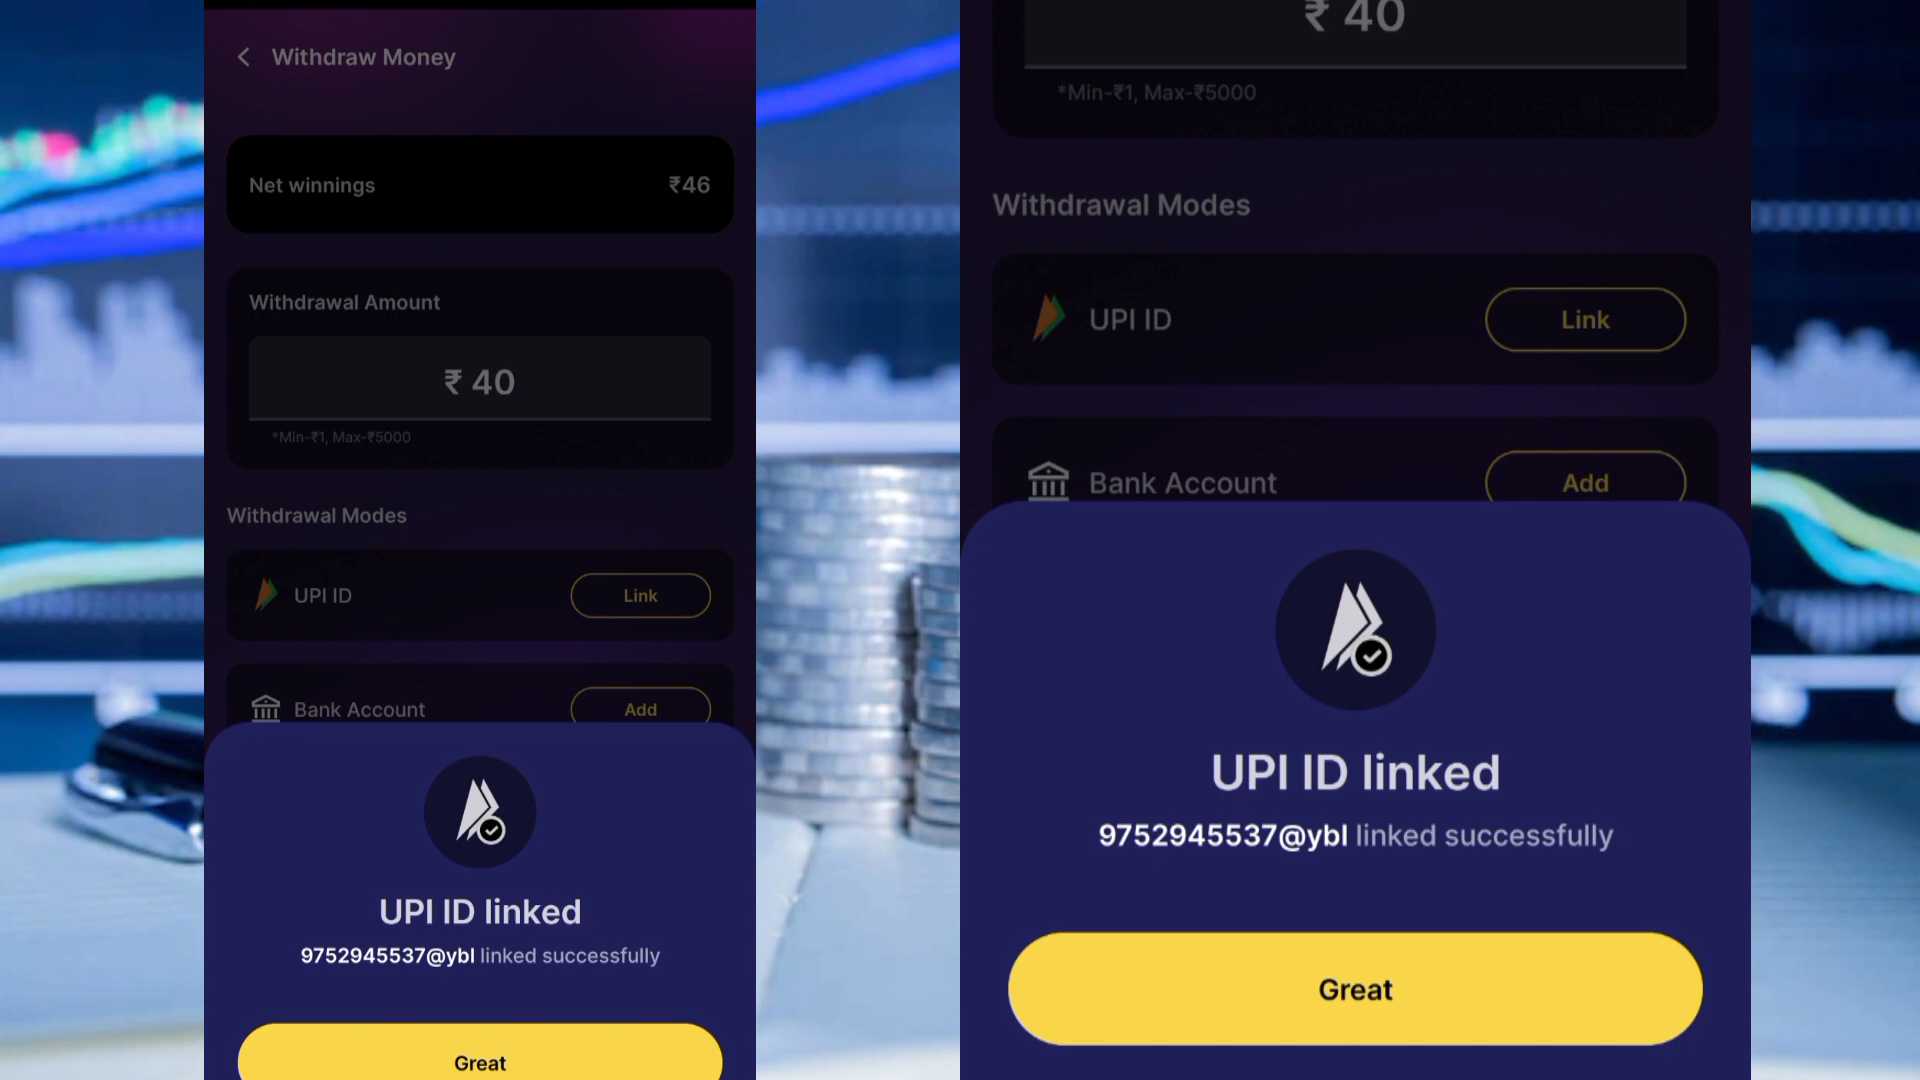 Withdraw Money
Net winnings ₹46
Withdrawal Amount
₹ 40
*Min-₹1, Max-₹5000
Withdrawal Modes
UPI ID Link
Bank Account Add
UPI ID linked
9752945537@ybl linked successfully
Great
₹ 40
*Min-₹1, Max-₹5000
Withdrawal Modes
UPI ID Link
Bank Account Add
UPI ID linked
9752945537@ybl linked successfully
Great